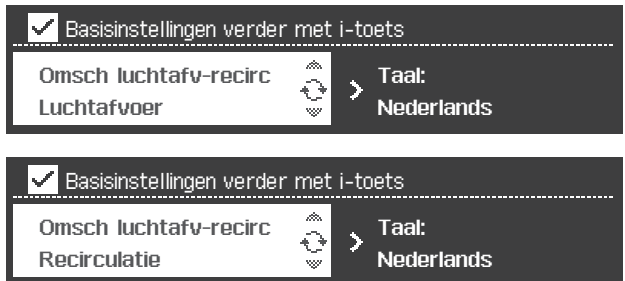 Basisinstellingen verder met i-toets
Omsch luchtafv-recirc
Luchtafvoer
Taal:
Nederlands
Basisinstellingen verder met i-toets
Omsch luchtafv-recirc
Recirculatie
Taal:
Nederlands